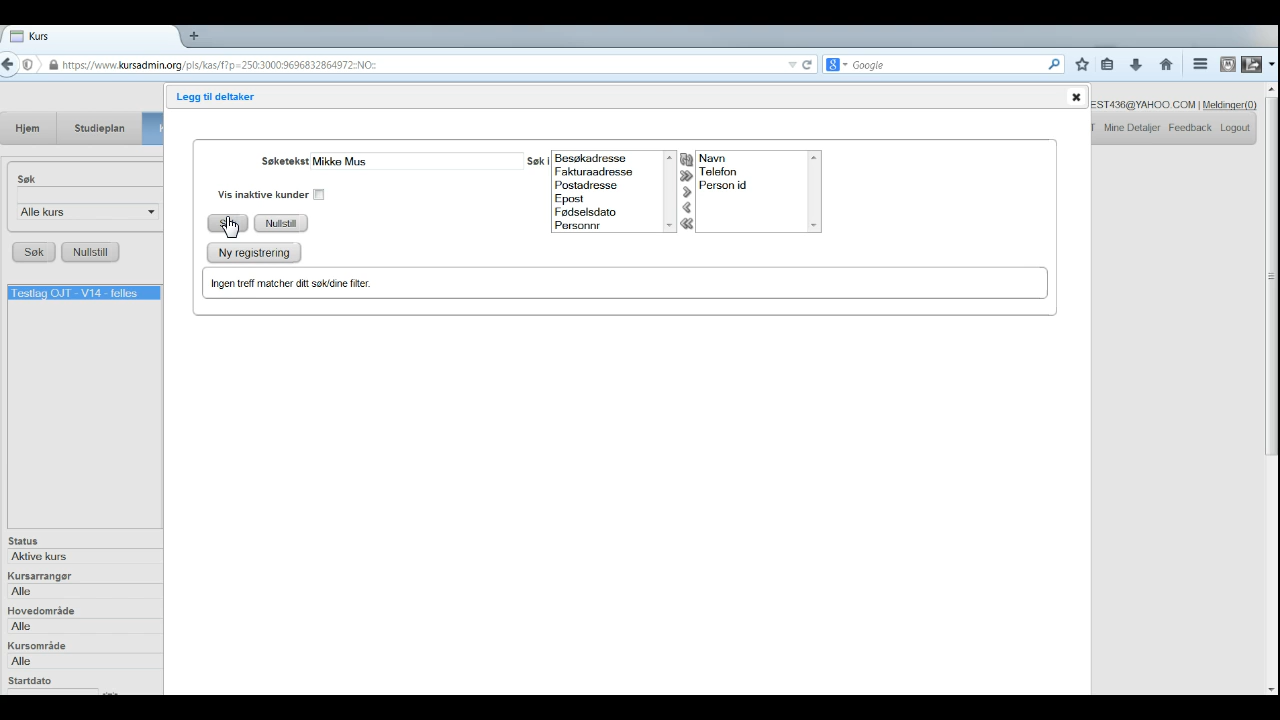 Kurs
https://www.kursadmin.org/pls/kas/f?p=250:3000:9696832864972::NO::
Google
Legg til deltaker
EST436@YAHOO.COM | Meldinger(0)
Hjem
Studieplan
Mine Detaljer
Feedback
Logout
Søketekst Mikke Mus
Søk i
Besøkadresse
Fakturaadresse
Postadresse
Epost
Fødselsdato
Personnr
Navn
Telefon
Person id
Vis inaktive kunder
Nullstill
Ny registrering
Ingen treff matcher ditt søk/dine filter.
Søk
Alle kurs
Søk
Nullstill
Testlag OJT - V14 - felles
Status
Aktive kurs
Kursarrangør
Alle
Hovedområde
Alle
Kursområde
Alle
Startdato